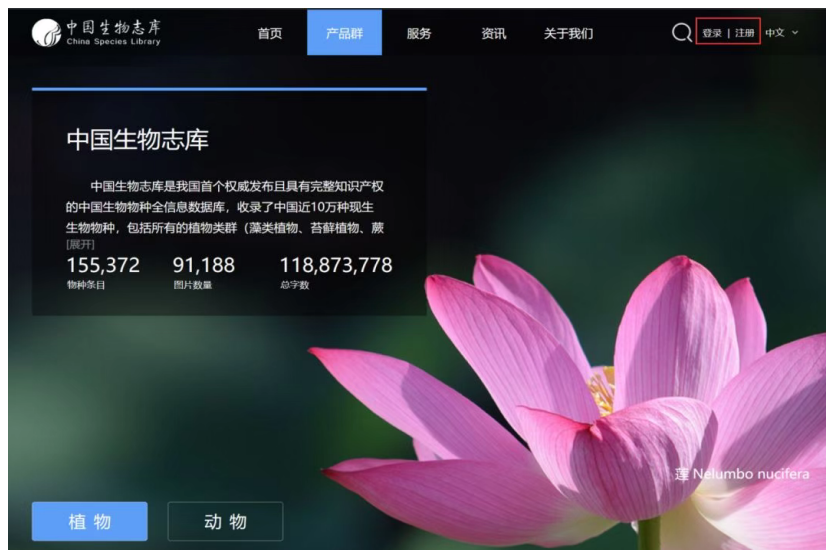 中国生物志库
China Species Library
首页 产品群 服务 资讯 关于我们 登录 | 注册 中文
中国生物志库
中国生物志库是我国首个权威发布且具有完整知识产权
的中国生物物种全信息数据库，收录了中国近10万种现生
生物物种，包括所有的植物类群（藻类植物、苔藓植物、蕨
[展开]
155,372 91,188 118,873,778
物种条目 图片数量 总字数
莲 Nelumbo nucifera
植物 动物